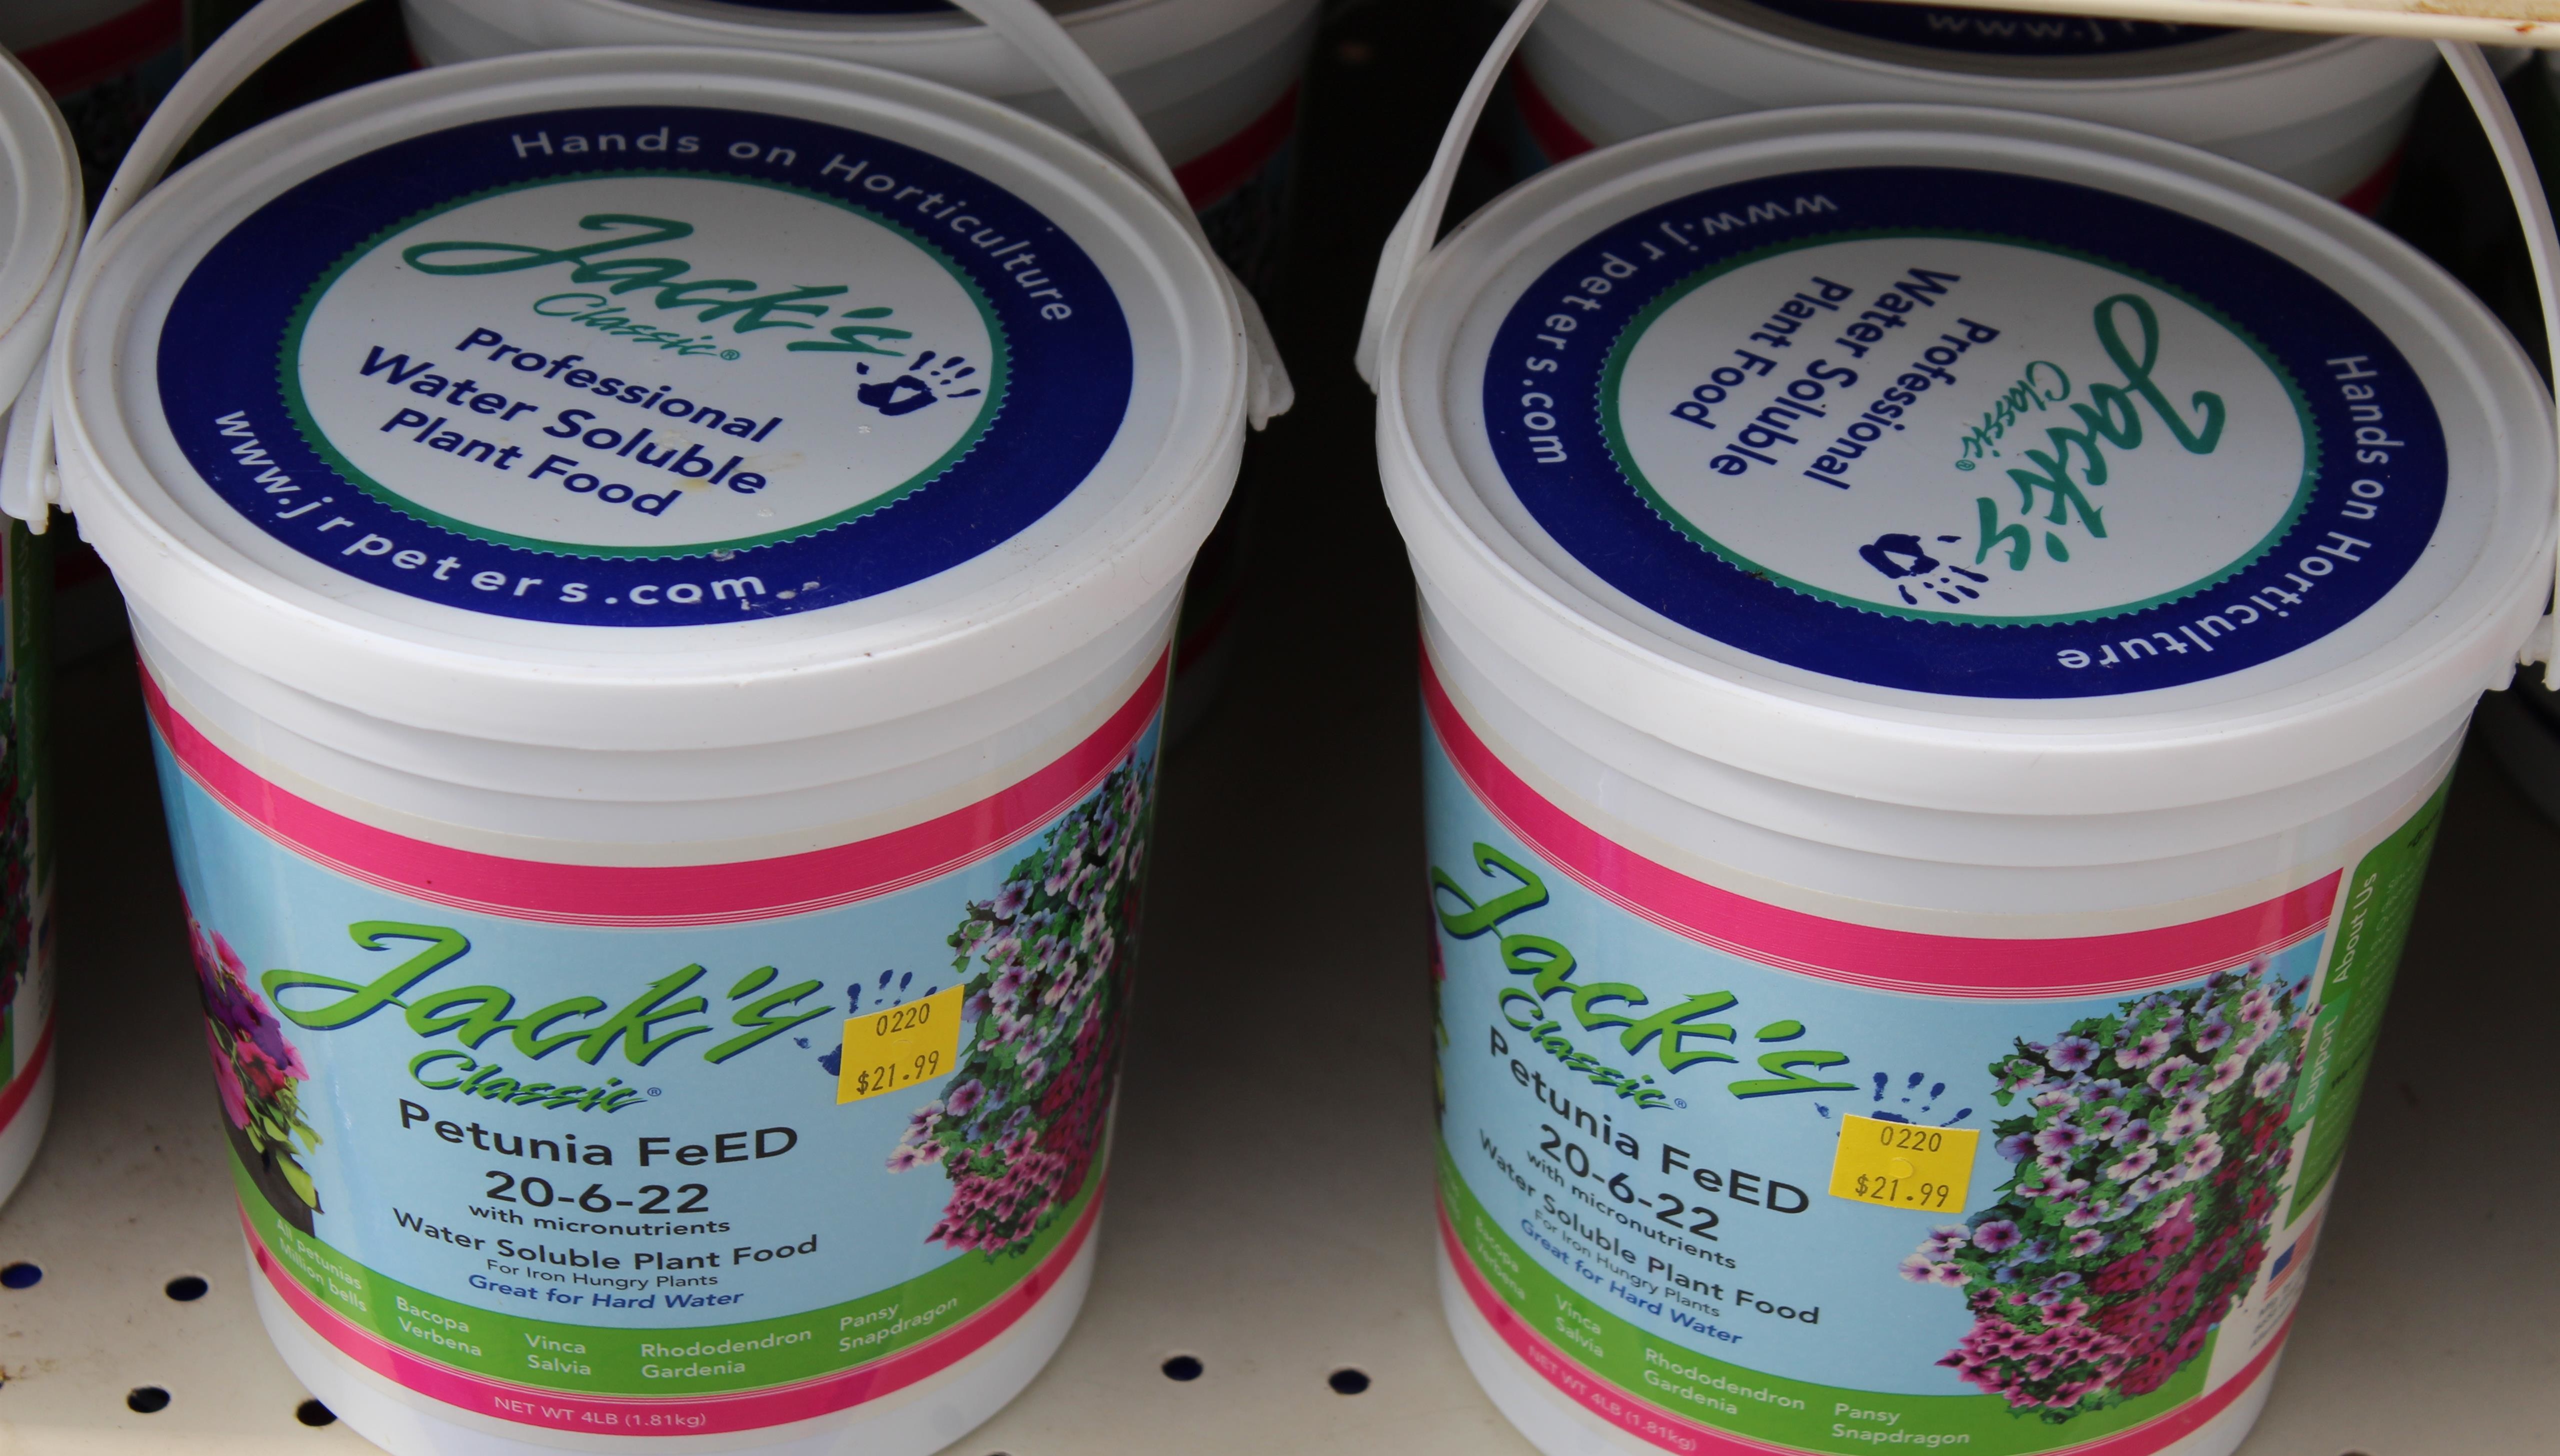 Hands on Horticulture
Jack's
Classic®
Professional
Water Soluble
Plant Food
www.jrpeters.com
Jack's
Classic®
0220
$21.99
Petunia FeED
20-6-22
with micronutrients
Water Soluble Plant Food
For Iron Hungry Plants
Great for Hard Water
All petunias
Million bells
Bacopa
Verbena
Vinca
Salvia
Rhododendron
Gardenia
Pansy
Snapdragon
NET WT 4LB (1.81kg)
www.jr
Hands on Horticulture
Jack's
Classic®
Professional
Water Soluble
Plant Food
www.jrpeters.com
Jack's
Classic®
0220
$21.99
Petunia FeED
20-6-22
with micronutrients
Water Soluble Plant Food
For Iron Hungry Plants
Great for Hard Water
Bacopa
Verbena
Vinca
Salvia
Rhododendron
Gardenia
Pansy
Snapdragon
NET WT 4LB (1.81kg)
About Us
Support